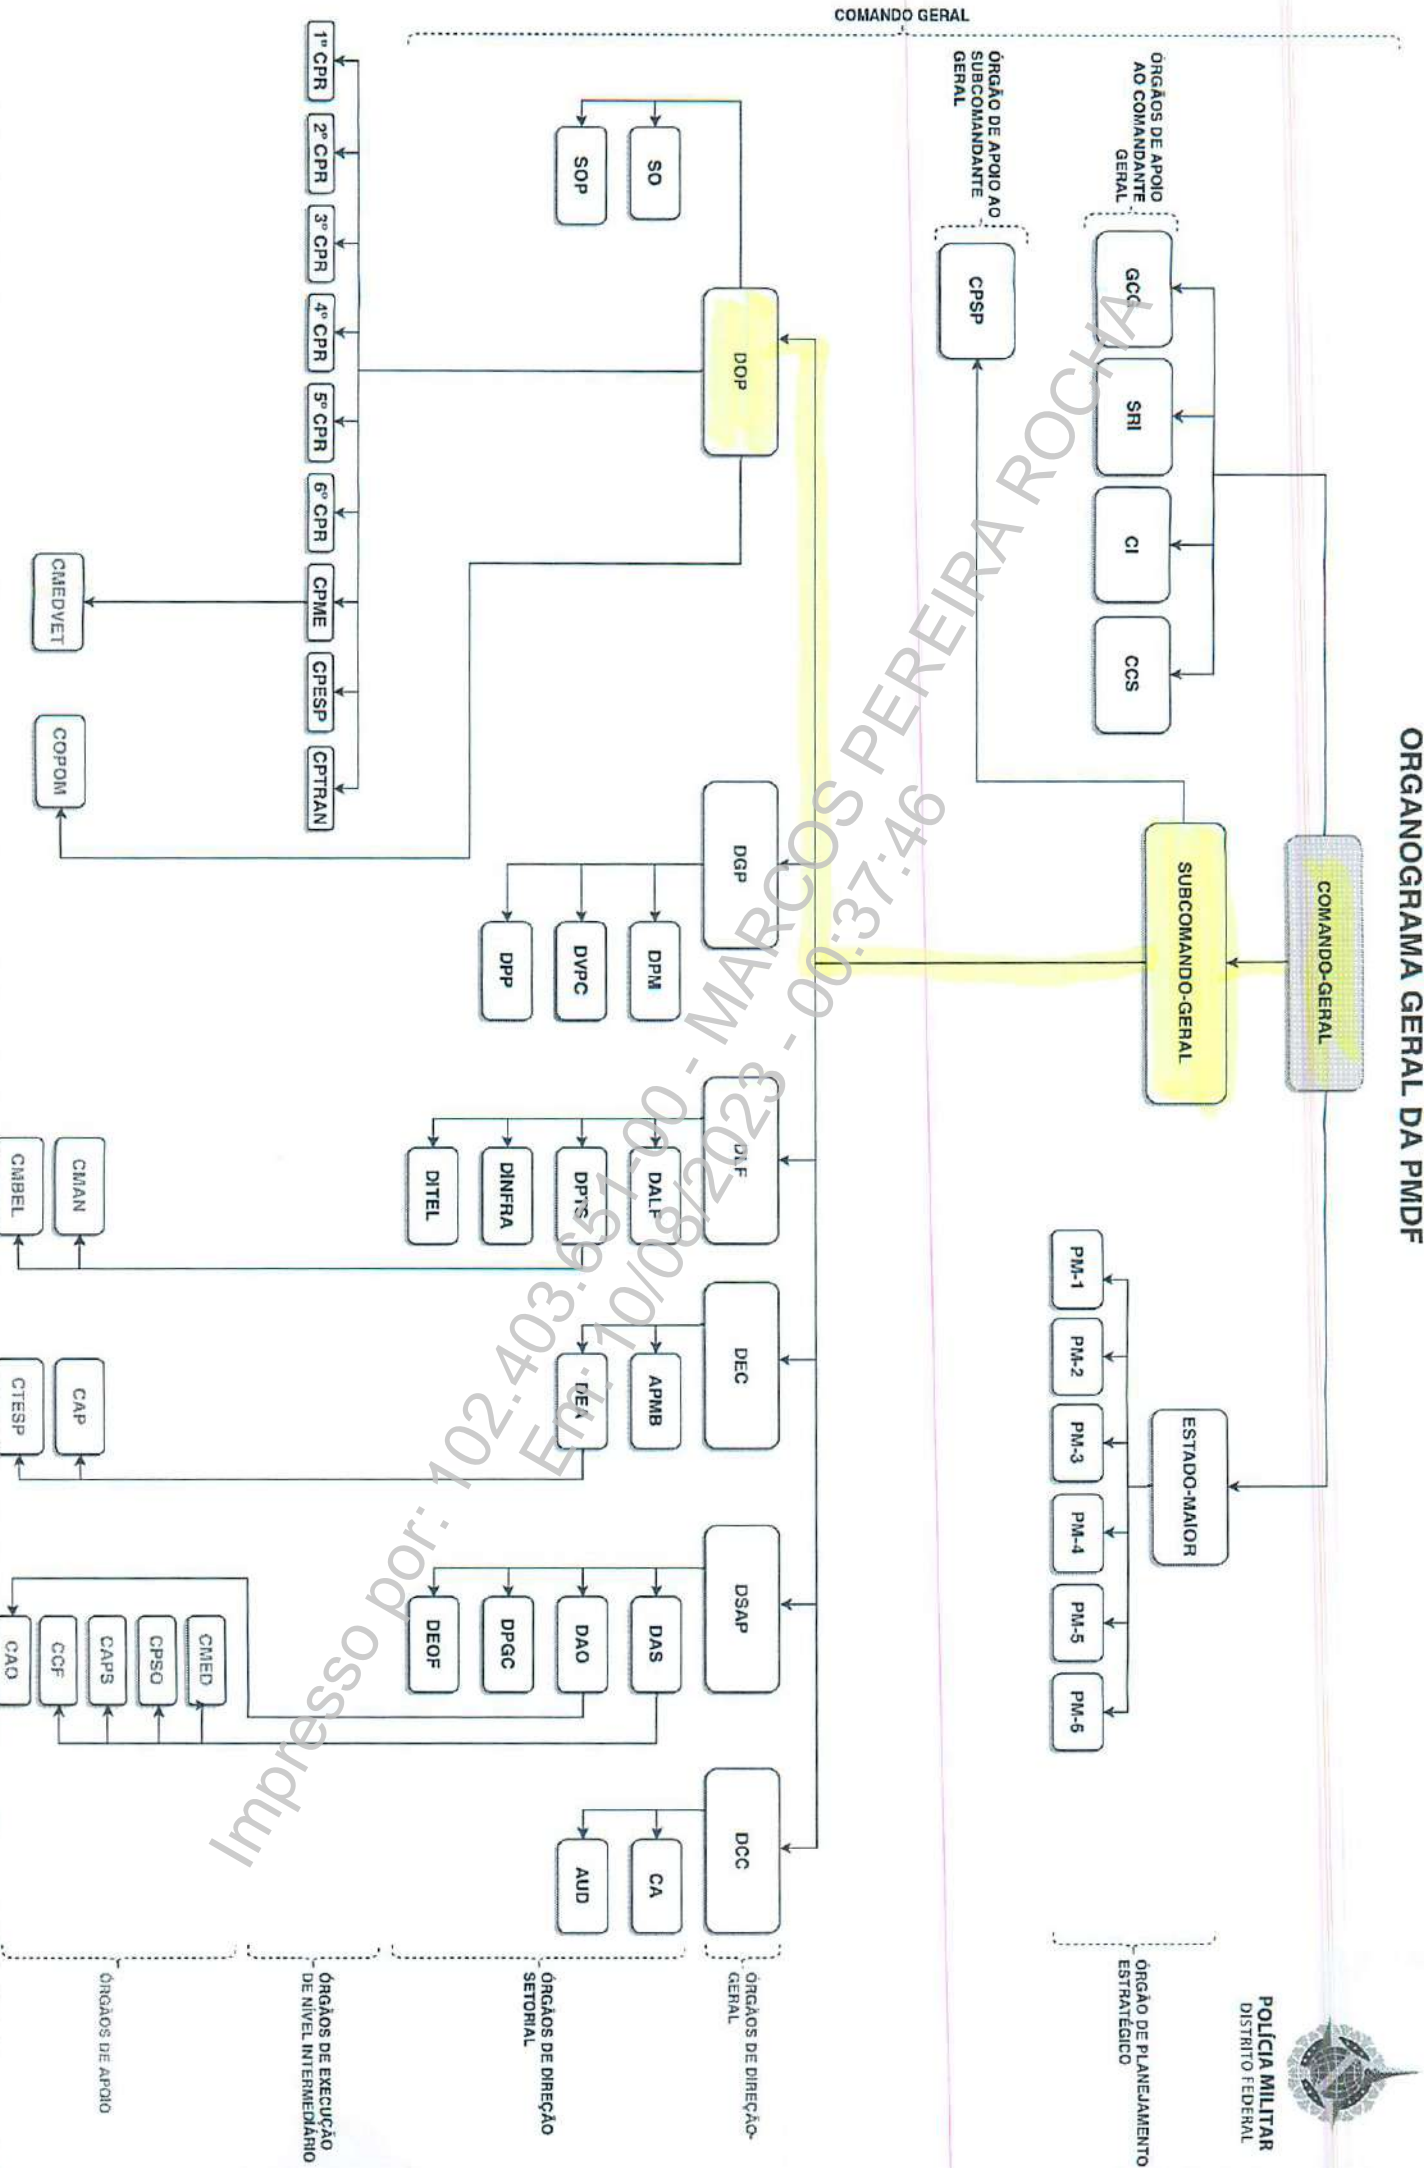 ORGANOGRAMA GERAL DA PMDF
POLÍCIA MILITAR
DISTRITO FEDERAL
COMANDO GERAL
COMANDO-GERAL
SUBCOMANDO-GERAL
ESTADO-MAIOR
ÓRGÃOS DE APOIO
AO COMANDANTE
GERAL
GCG
SRI
CI
CCS
ÓRGÃO DE PLANEJAMENTO
ESTRATÉGICO
PM-1
PM-2
PM-3
PM-4
PM-5
PM-6
ÓRGÃO DE APOIO AO
SUBCOMANDANTE
GERAL
CPSP
DOP
DGP
DLF
DEC
DSAP
DCC
ÓRGÃOS DE DIREÇÃO-
GERAL
SO
SOP
DPM
DVPC
DPP
DALF
DPTS
DINFRA
DITEL
APMB
DEA
DAS
DAO
DPGC
DEOF
CA
AUD
ÓRGÃOS DE DIREÇÃO
SETORIAL
1º CPR
2º CPR
3º CPR
4º CPR
5º CPR
6º CPR
CPME
CPESP
CPTRAN
ÓRGÃOS DE EXECUÇÃO
DE NÍVEL INTERMEDIÁRIO
CMEDVET
COPOM
CMAN
CMBEL
CAP
CTESP
CMED
CPSO
CAPS
CCF
CAO
ÓRGÃOS DE APOIO
Impresso por: 102.403.651-00 - MARCOS PEREIRA ROCHA
Em: 10/08/2023 - 00:37:46